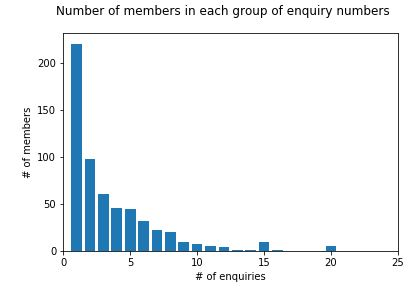 Number of members in each group of enquiry numbers
200
150
100
50
0
# of members
0 5 10 15 20 25
# of enquiries